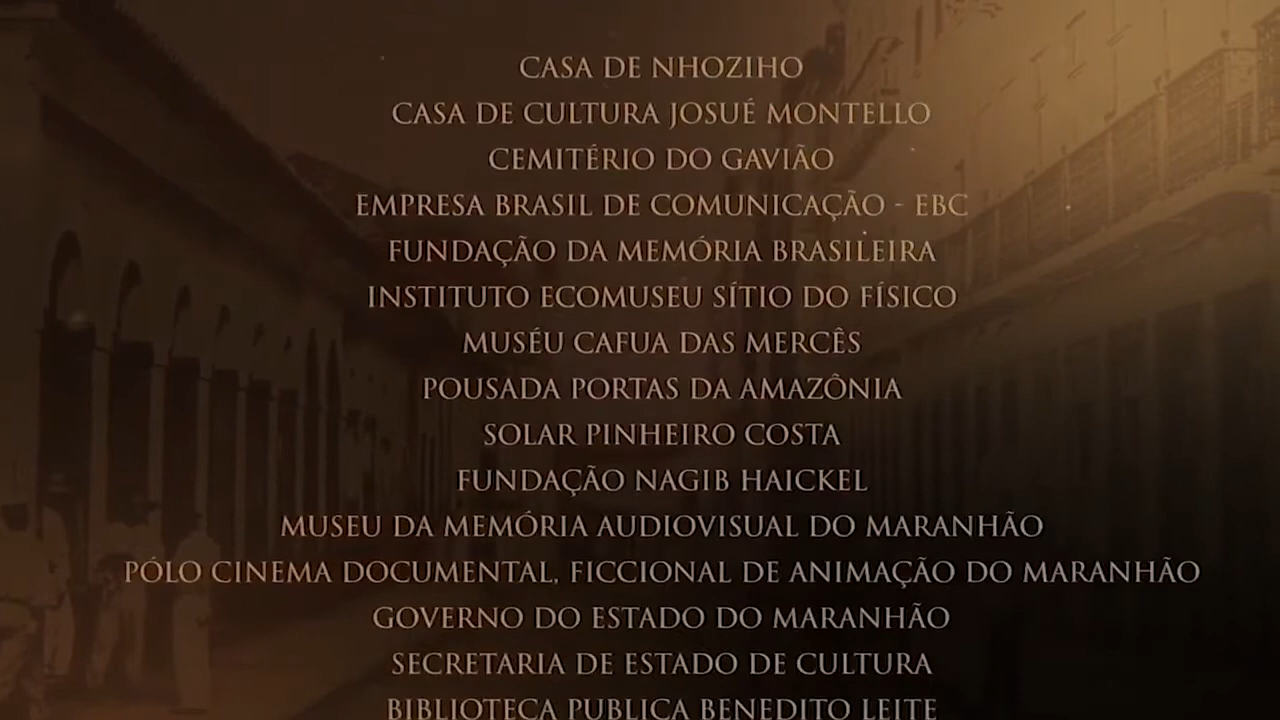 CASA DE NHOZIHO
CASA DE CULTURA JOSUÉ MONTELLO
CEMITÉRIO DO GAVIÃO
EMPRESA BRASIL DE COMUNICAÇÃO - EBC
FUNDAÇÃO DA MEMÓRIA BRASILEIRA
INSTITUTO ECOMUSEU SÍTIO DO FÍSICO
MUSÉU CAFUA DAS MERCÊS
POUSADA PORTAS DA AMAZÔNIA
SOLAR PINHEIRO COSTA
FUNDAÇÃO NAGIB HAICKEL
MUSEU DA MEMÓRIA AUDIOVISUAL DO MARANHÃO
PÓLO CINEMA DOCUMENTAL, FICCIONAL DE ANIMAÇÃO DO MARANHÃO
GOVERNO DO ESTADO DO MARANHÃO
SECRETARIA DE ESTADO DE CULTURA
BIBLIOTECA PUBLICA BENEDITO LEITE